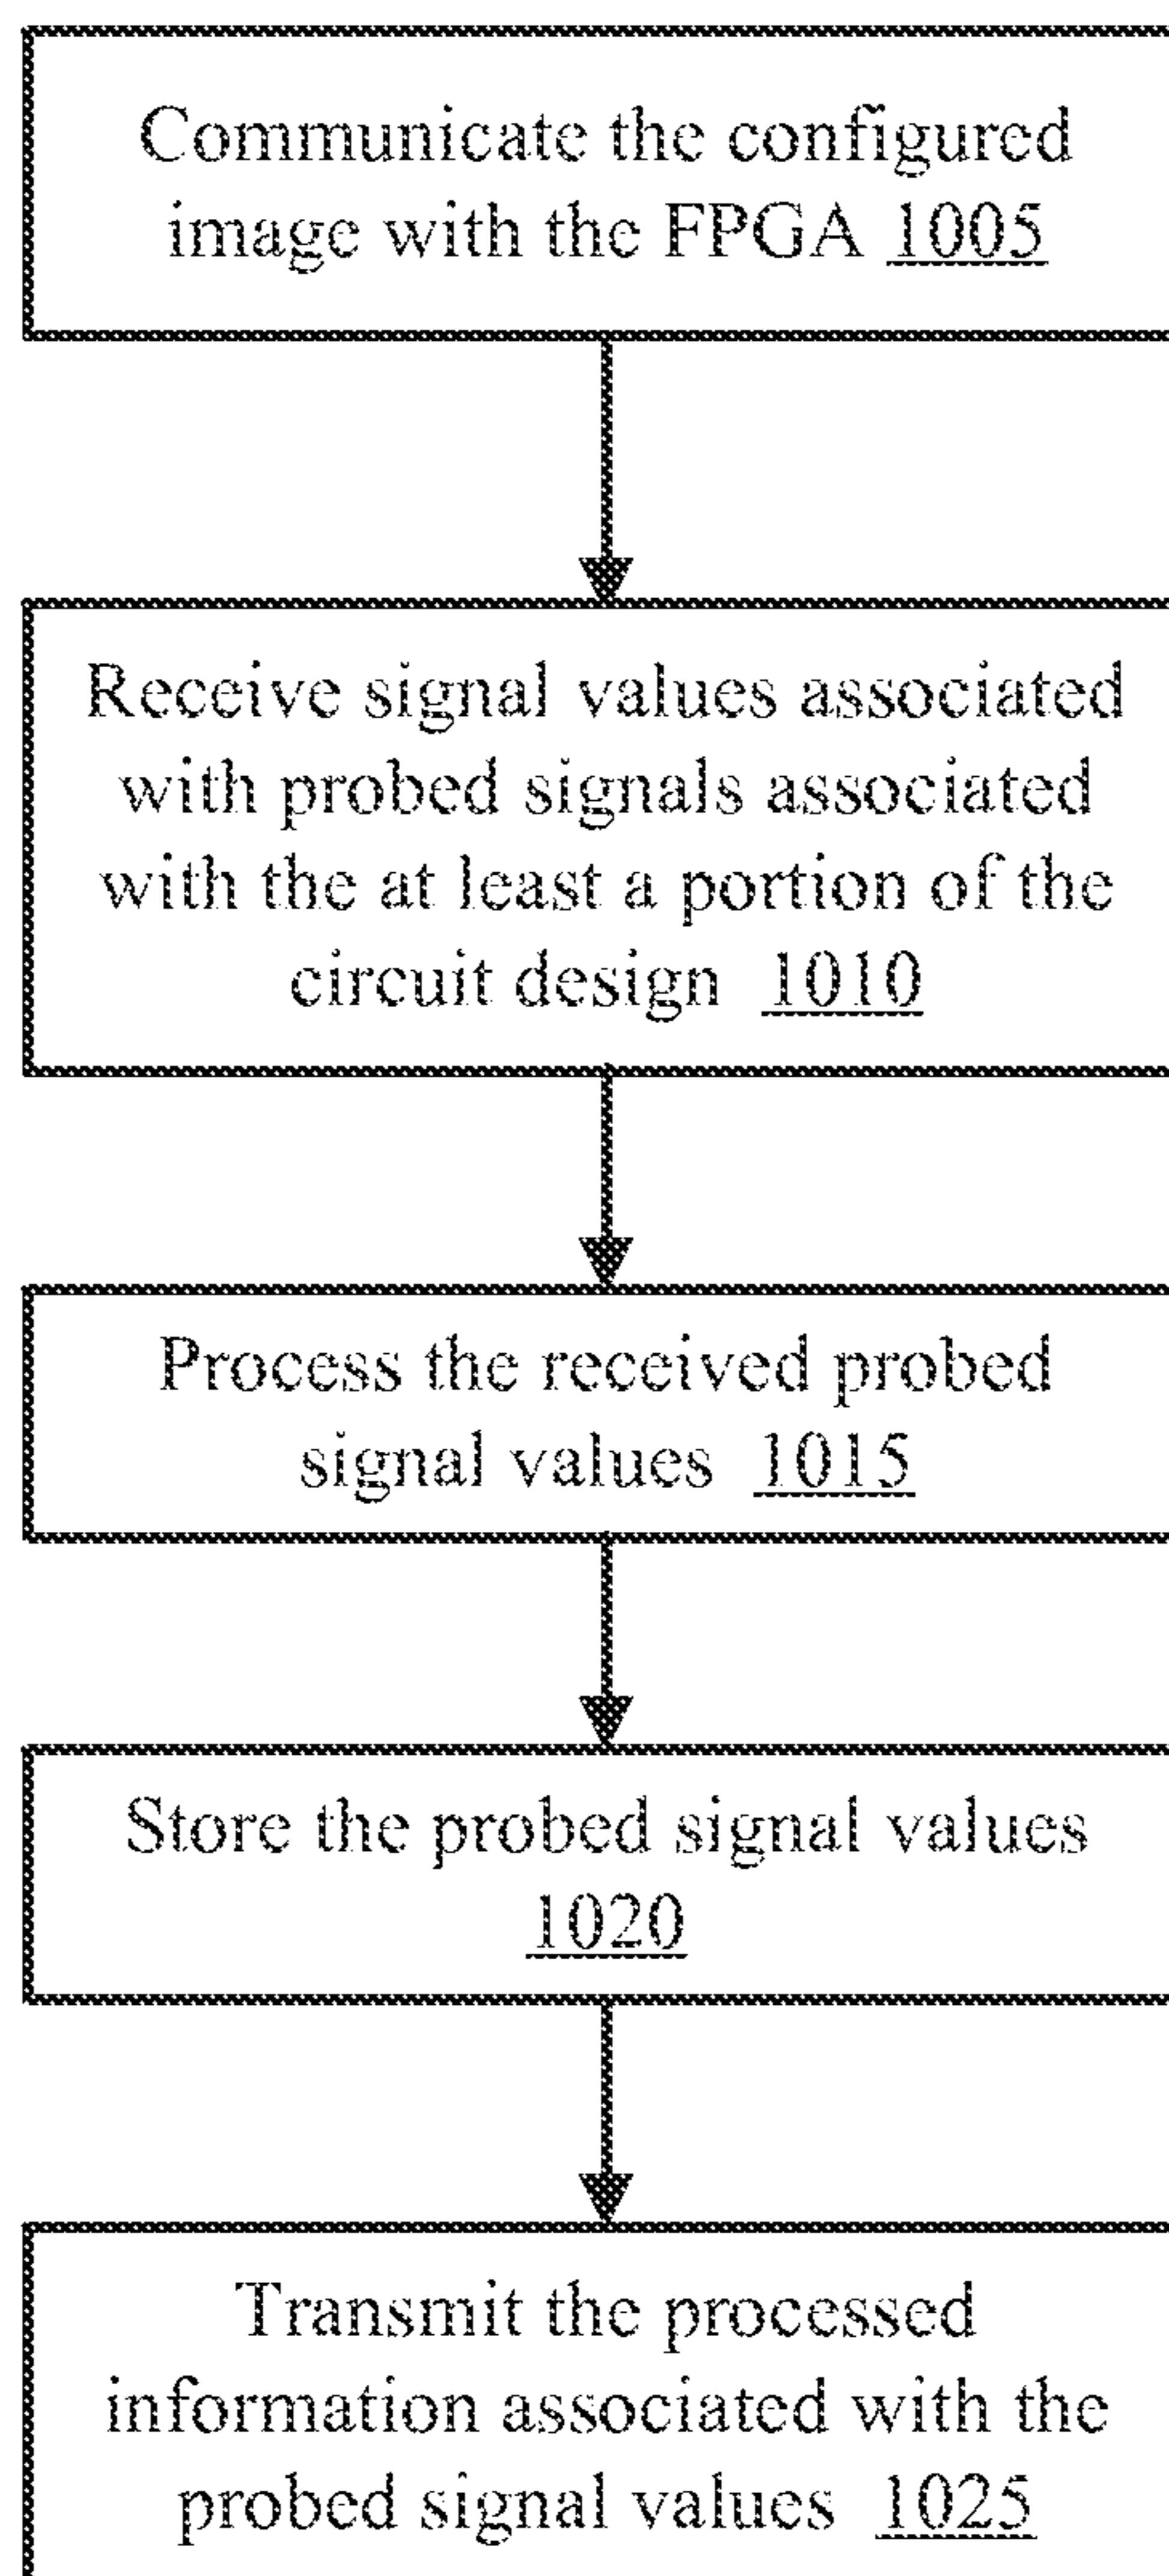 Communicate the configured
image with the FPGA 1005
Receive signal values associated
with probed signals associated
with the at least a portion of the
circuit design 1010
Process the received probed
signal values 1015
Store the probed signal values
1020
Transmit the processed
information associated with the
probed signal values 1025